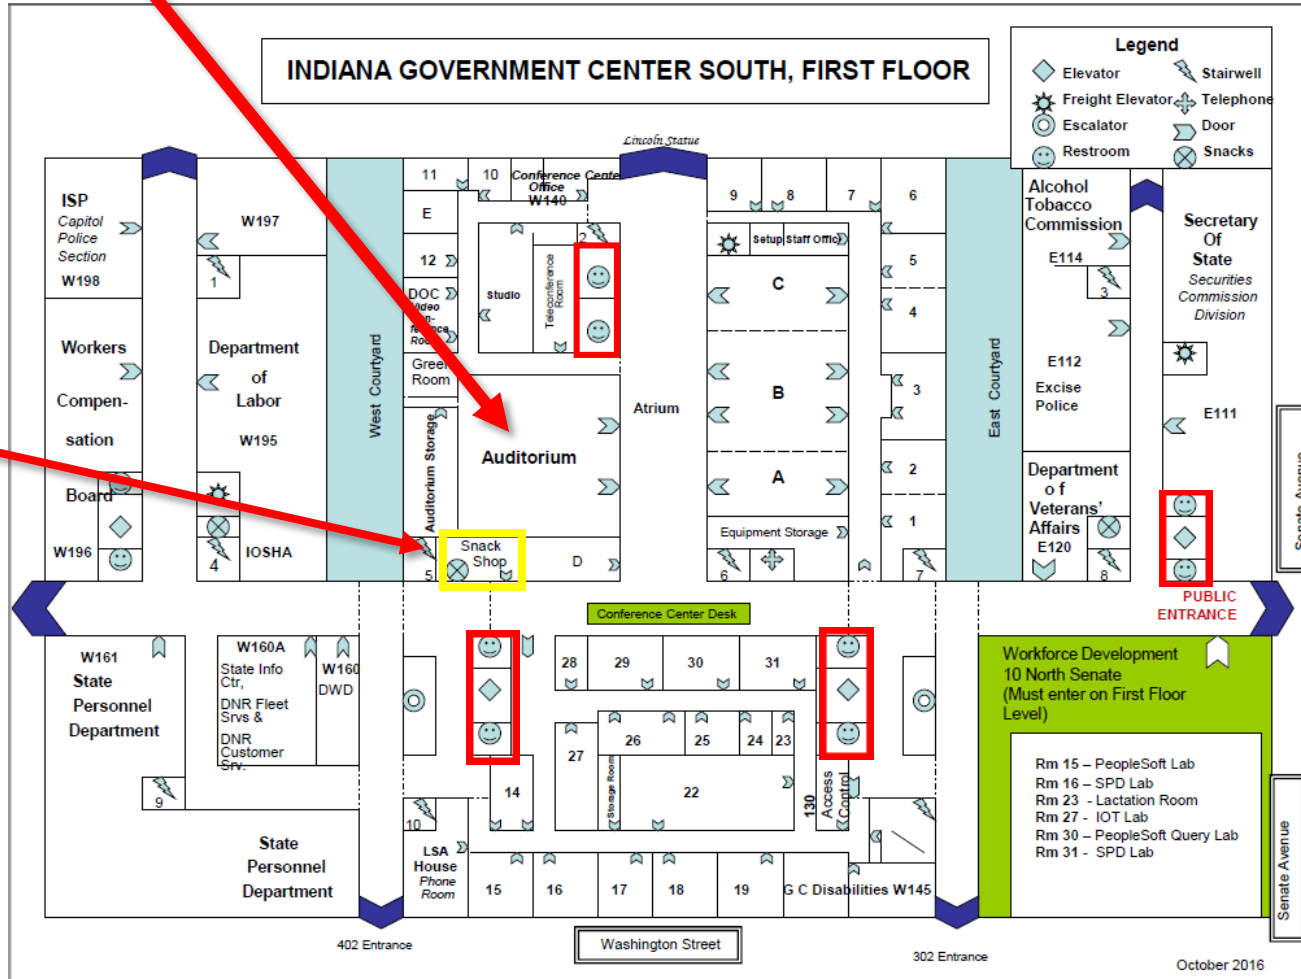 INDIANA GOVERNMENT CENTER SOUTH, FIRST FLOOR
Legend
Elevator
Stairwell
Freight Elevator
Telephone
Escalator
Door
Restroom
Snacks
Lincoln Statue
ISP
Capitol
Police
Section
W198
W197
1
Workers
Compen-
sation
Board
W196
Department
of
Labor
W195
IOSHA
4
West Courtyard
11
10
Conference Center
Office
W140
E
12
DOC
Video
Con-
ference
Room
Green
Room
Studio
Teleconference
Room
2
Auditorium Storage
Auditorium
5
Snack
Shop
D
Atrium
9
8
7
6
Setup
Staff Offic
C
B
A
5
4
3
2
1
Equipment Storage
6
7
East Courtyard
Alcohol
Tobacco
Commission
E114
3
E112
Excise
Police
Department
of
Veterans'
Affairs
E120
8
Secretary
Of
State
Securities
Commission
Division
E111
Senate Avenue
PUBLIC
ENTRANCE
Conference Center Desk
W161
State
Personnel
Department
9
W160A
State Info
Ctr,
DNR Fleet
Srvs &
DNR
Customer
Srv.
W160
DWD
State
Personnel
Department
10
LSA
House
Phone
Room
14
28
29
30
31
27
26
25
24
23
Storage Room
22
130
Access
Control
15
16
17
18
19
G C Disabilities W145
Workforce Development
10 North Senate
(Must enter on First Floor
Level)
Rm 15 – PeopleSoft Lab
Rm 16 – SPD Lab
Rm 23 - Lactation Room
Rm 27 - IOT Lab
Rm 30 – PeopleSoft Query Lab
Rm 31 - SPD Lab
Senate Avenue
402 Entrance
Washington Street
302 Entrance
October 2016